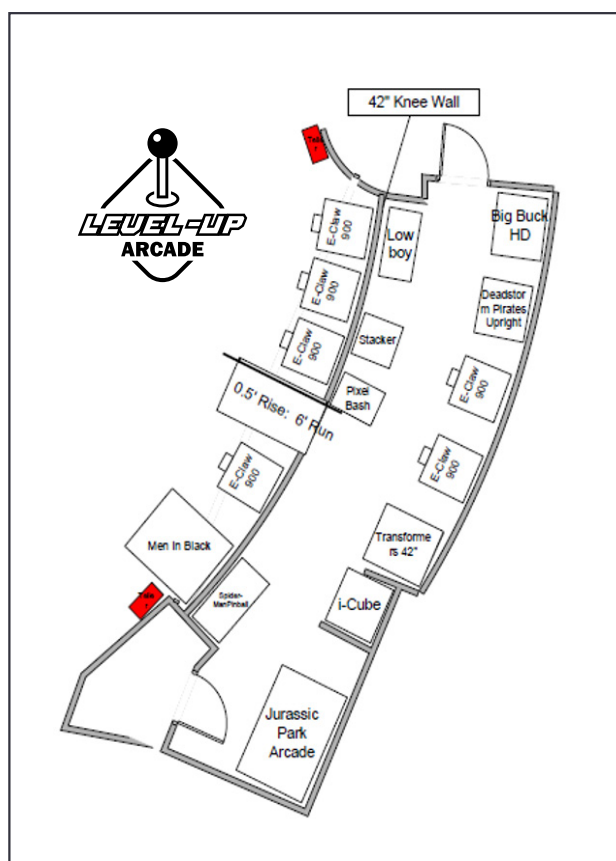 42" Knee Wall
LEVEL-UP
ARCADE
E-Claw
900
Low
boy
Big Buck
HD
E-Claw
900
Deadstor
m Pirates
Upright
E-Claw
900
Stacker
E-Claw
900
Pixel
Bash
0.5' Rise: 6' Run
E-Claw
900
E-Claw
900
Men In Black
Transforme
rs 42"
Spider-
ManPinball
i-Cube
Jurassic
Park
Arcade